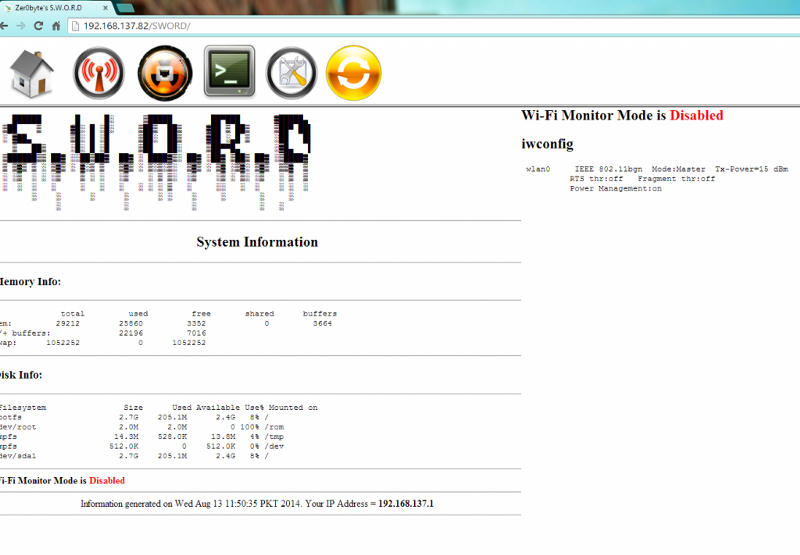 Zer0byte's S.W.O.R.D
192.168.137.82/SWORD/
S.W.O.R.D
System Information
Memory Info:
total used free shared buffers
em: 29212 25860 3352 0 3664
/+ buffers: 22196 7016
wap: 1052252 0 1052252
Disk Info:
Filesystem Size Used Available Use% Mounted on
ootfs 2.7G 205.1M 2.4G 8% /
dev/root 2.0M 2.0M 0 100% /rom
mpfs 14.3M 528.0K 13.8M 4% /tmp
mpfs 512.0K 0 512.0K 0% /dev
dev/sda1 2.7G 205.1M 2.4G 8% /
i-Fi Monitor Mode is Disabled
Information generated on Wed Aug 13 11:50:35 PKT 2014. Your IP Address = 192.168.137.1
Wi-Fi Monitor Mode is Disabled
iwconfig
wlan0 IEEE 802.11bgn Mode:Master Tx-Power=15 dBm
RTS thr:off Fragment thr:off
Power Management:on